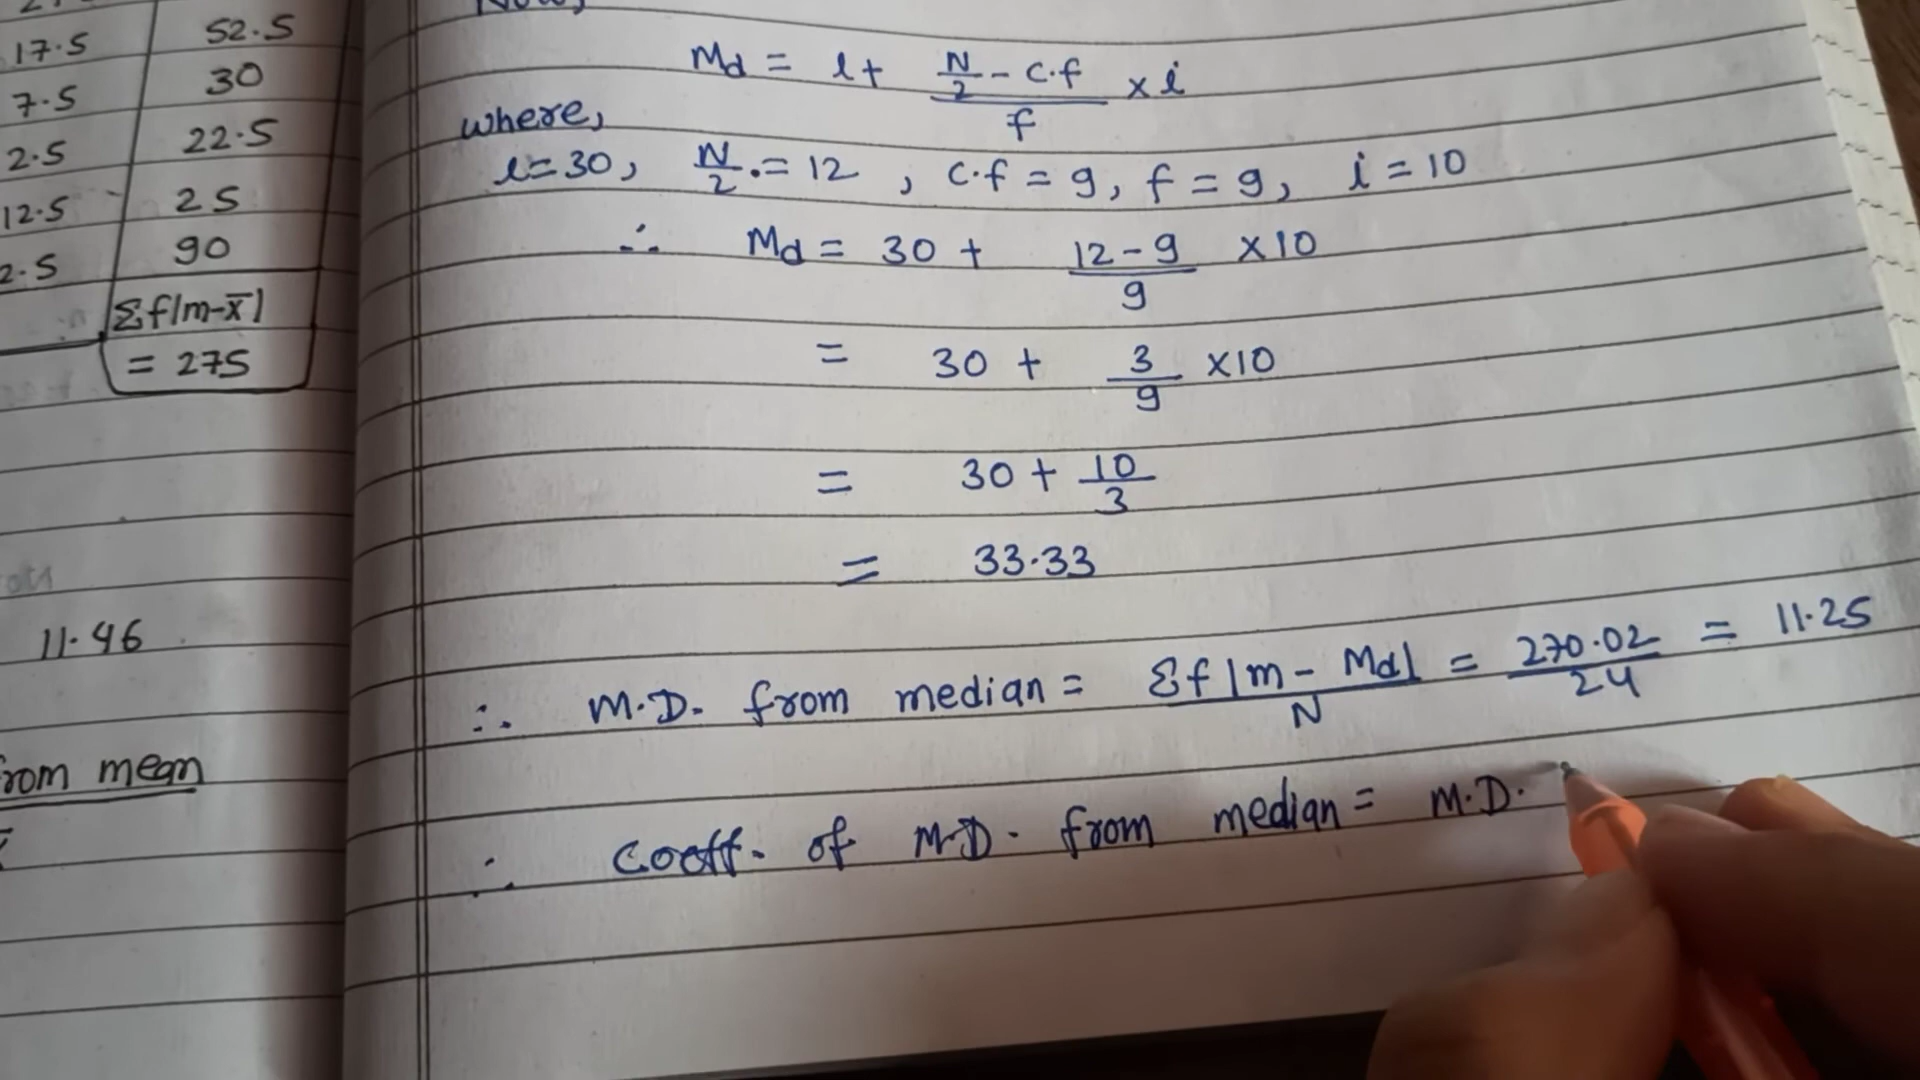 17.5 52.5
7.5 30
2.5 22.5
12.5 25
2.5 90
Σf|m-x̄|
= 275
11.46
from mean
Now,
Md = l + (N/2 - c.f)/f × i
where,
l = 30, N/2 = 12, c.f = 9, f = 9, i = 10
∴ Md = 30 + (12 - 9)/9 × 10
= 30 + 3/9 × 10
= 30 + 10/3
= 33.33
∴ M.D. from median = Σf|m - Md|/N = 270.02/24 = 11.25
∴ Coeff. of M.D. from median = M.D.